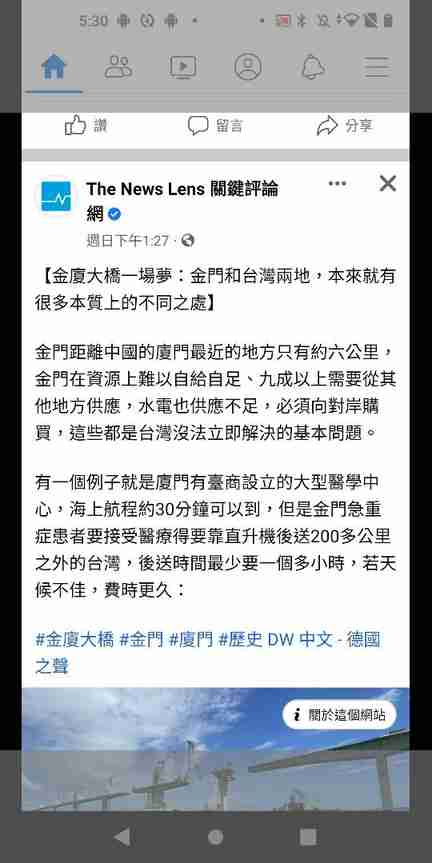 5:30
讚
留言
分享
The News Lens 關鍵評論
網
週日下午1:27 ·
【金廈大橋一場夢：金門和台灣兩地，本來就有
很多本質上的不同之處】
金門距離中國的廈門最近的地方只有約六公里，
金門在資源上難以自給自足、九成以上需要從其
他地方供應，水電也供應不足，必須向對岸購
買，這些都是台灣沒法立即解決的基本問題。
有一個例子就是廈門有臺商設立的大型醫學中
心，海上航程約30分鐘可以到，但是金門急重
症患者要接受醫療得要靠直升機後送200多公里
之外的台灣，後送時間最少要一個多小時，若天
候不佳，費時更久：
#金廈大橋 #金門 #廈門 #歷史 DW 中文 - 德國
之聲
關於這個網站